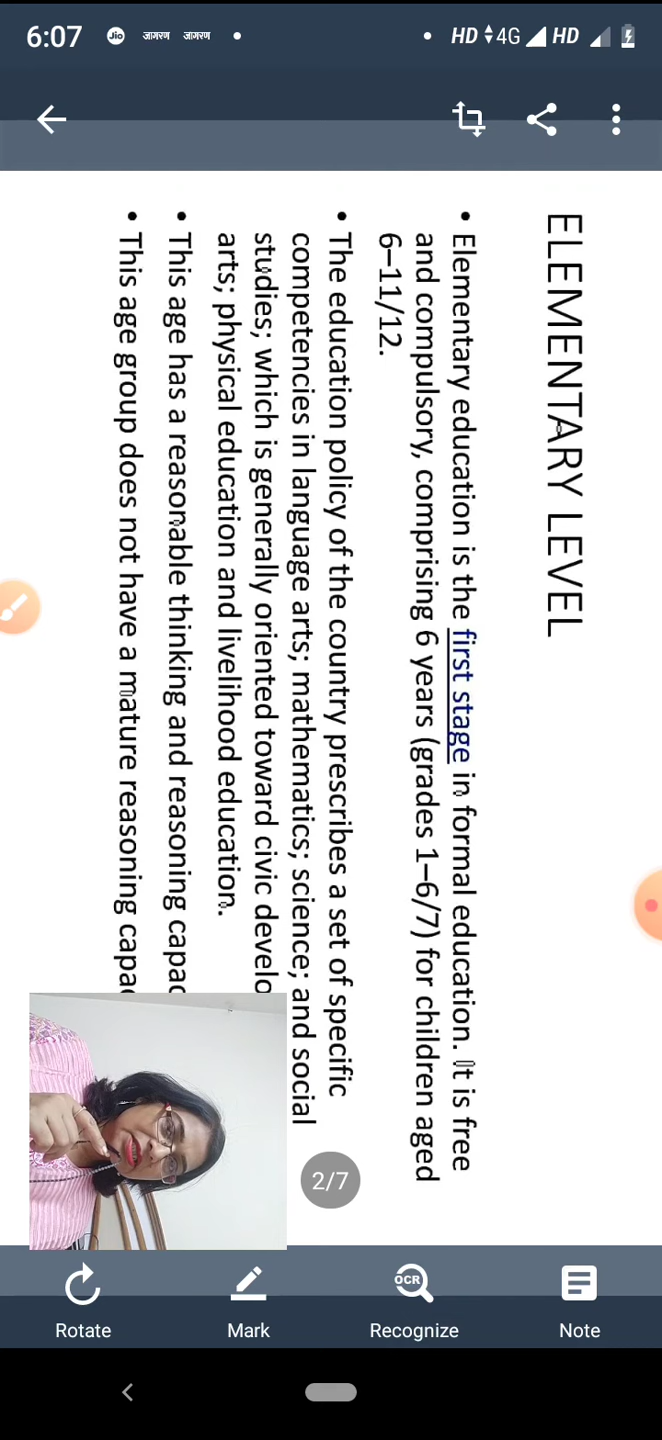 6:07 Jio जागरण जागरण HD 4G HD
ELEMENTARY LEVEL
• Elementary education is the first stage in formal education. It is free
and compulsory, comprising 6 years (grades 1–6/7) for children aged
6–11/12.
• The education policy of the country prescribes a set of specific
competencies in language arts; mathematics; science; and social
studies; which is generally oriented toward civic develo
arts; physical education and livelihood education.
• This age has a reasonable thinking and reasoning capac
• This age group does not have a mature reasoning capac
2/7
Rotate Mark OCR Recognize Note